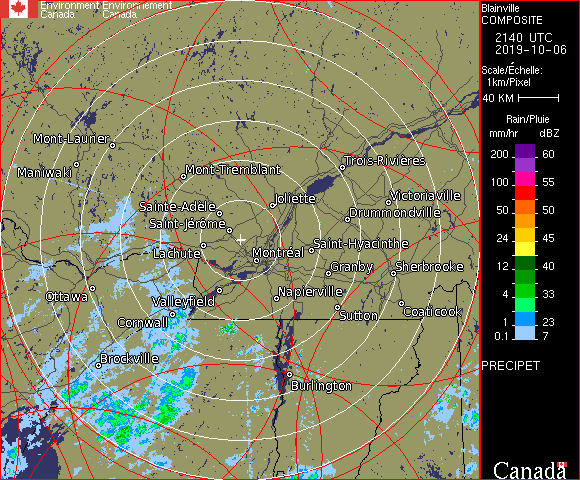 Environment Environnement
Canada Canada
Blainville
COMPOSITE
2140 UTC
2019-10-06
Scale/Échelle:
1km/Pixel
40 KM
Rain/Pluie
mm/hr dBZ
200 60
100 55
50 50
24 45
12 40
4 33
1 23
0.1 7
PRECIPET
Mont-Laurier
Maniwaki
Mont-Tremblant
Trois-Rivières
Sainte-Adèle
Joliette
Victoriaville
Drummondville
Saint-Jérôme
Lachute
Montréal
Saint-Hyacinthe
Granby
Sherbrooke
Ottawa
Valleyfield
Napierville
Cornwall
Sutton
Coaticook
Brockville
Burlington
Canada